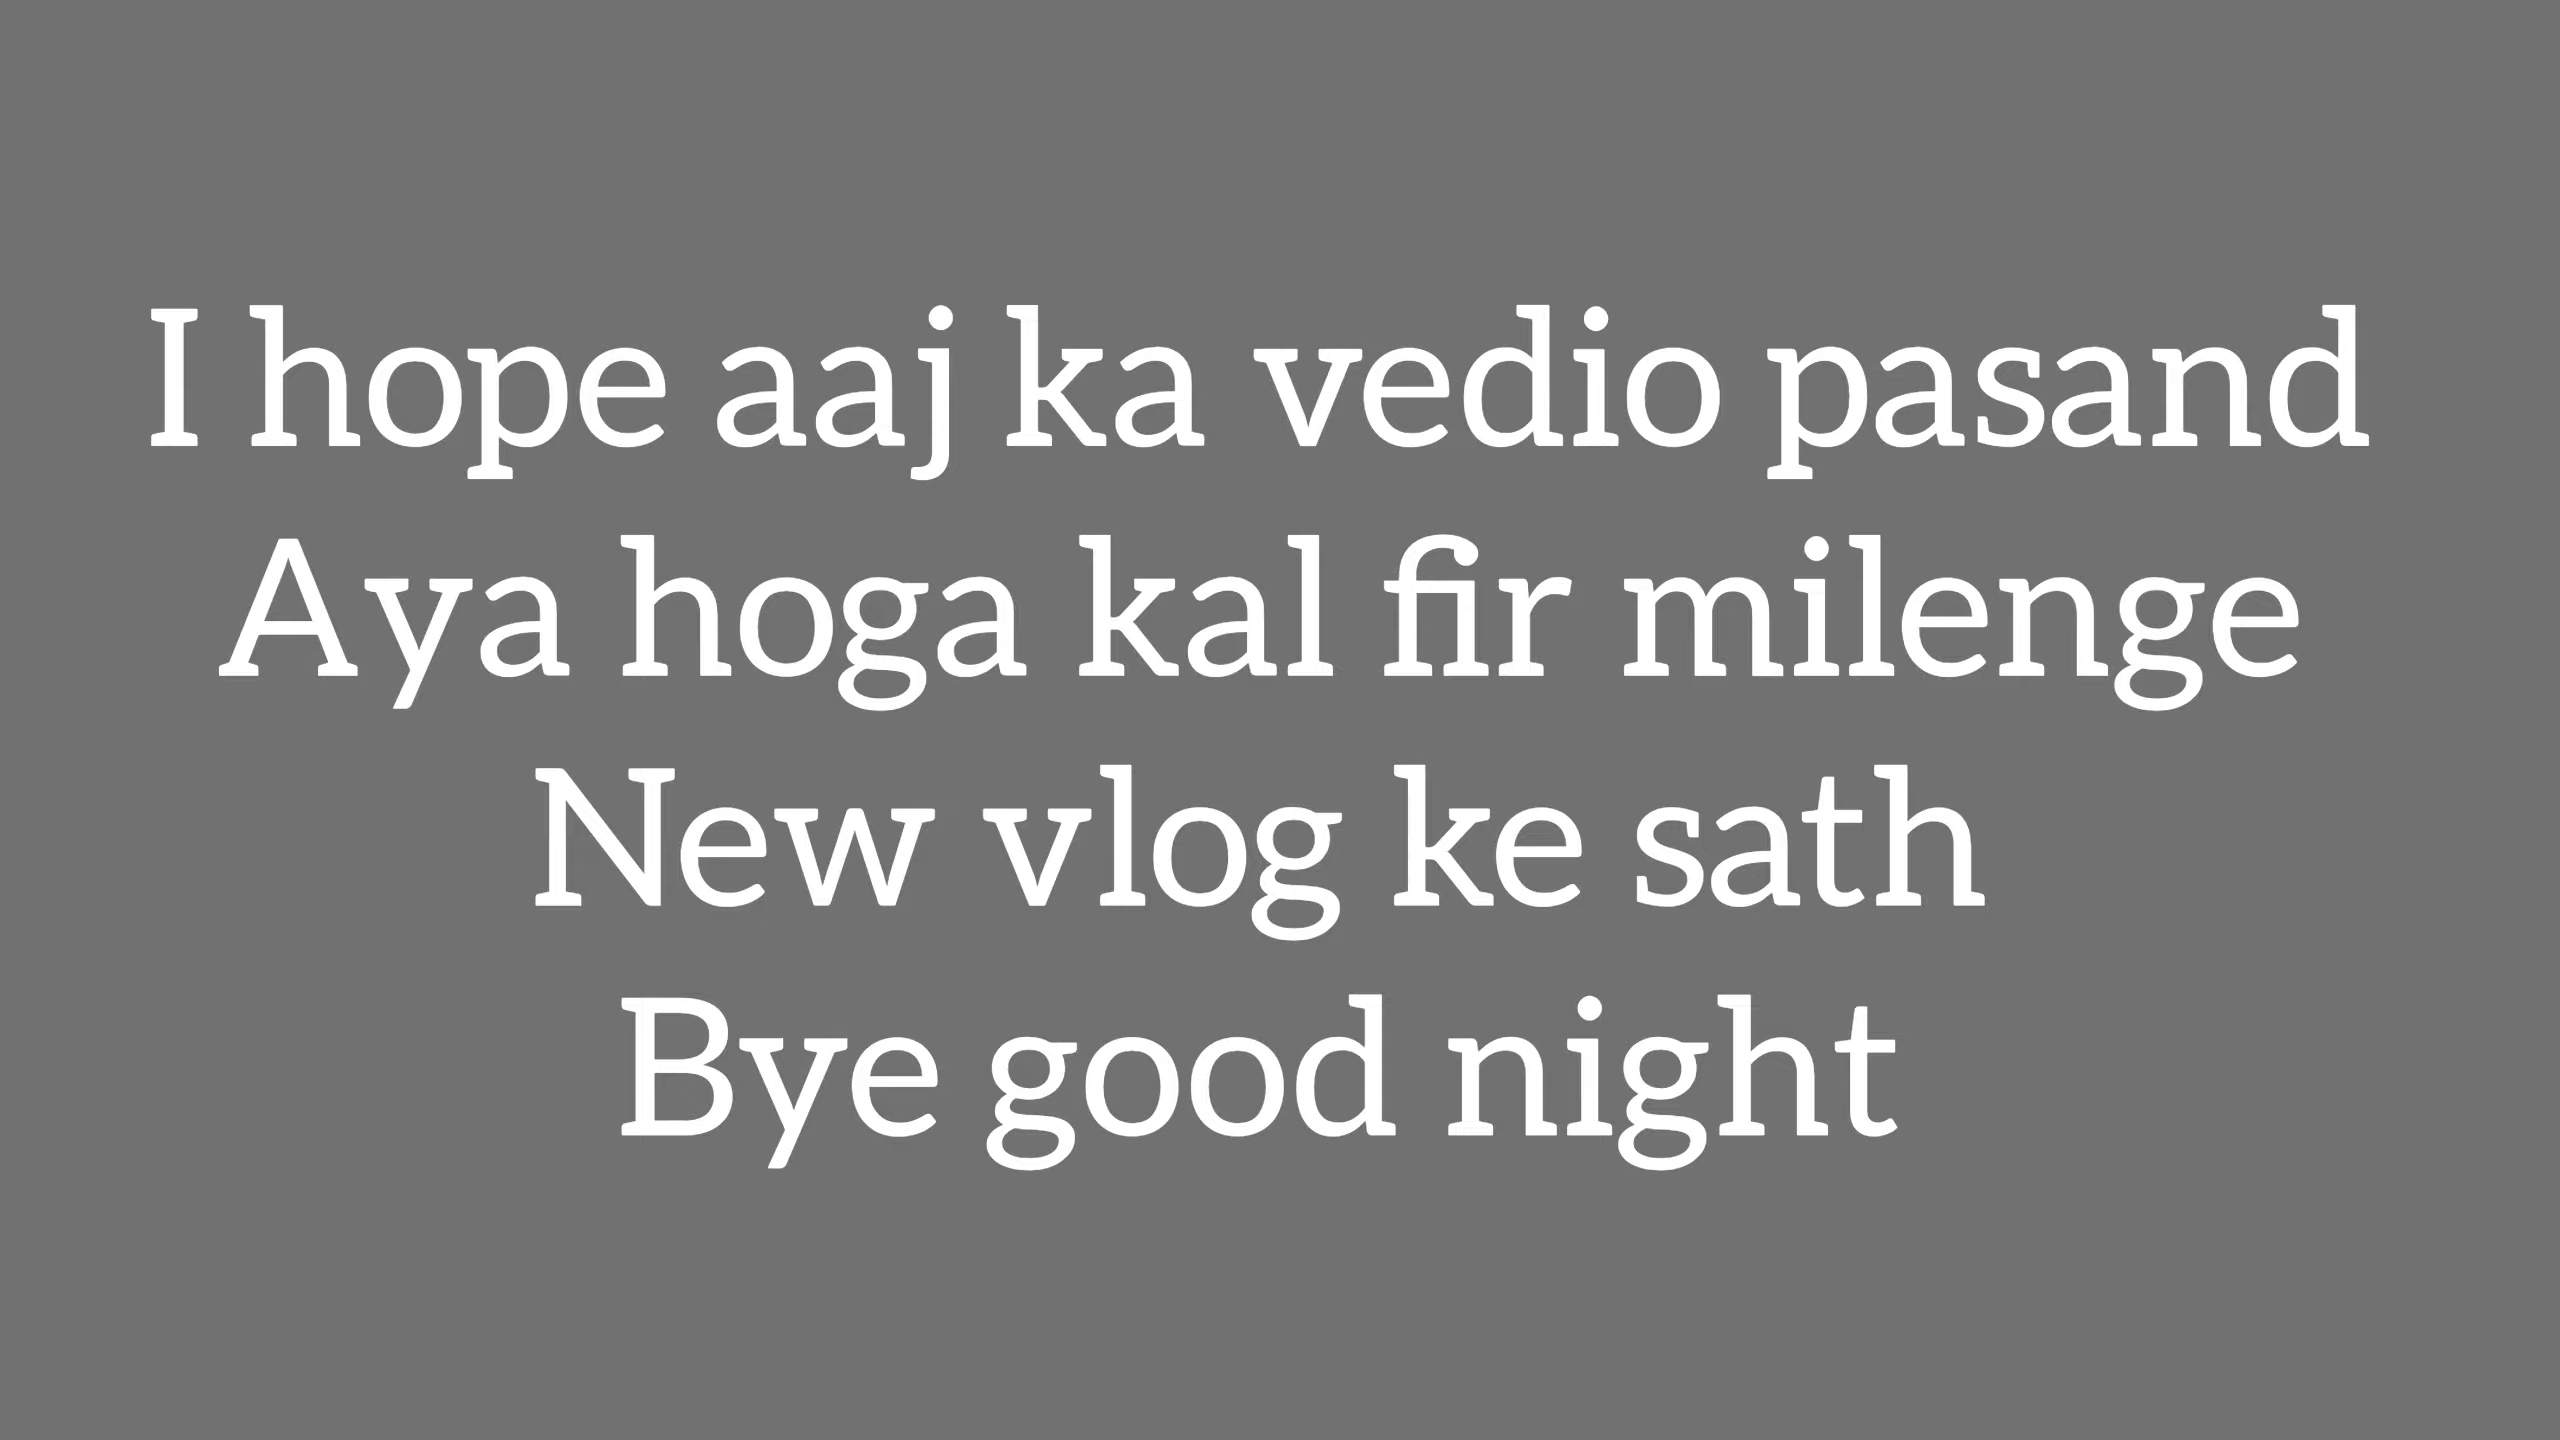 I hope aaj ka vedio pasand
Aya hoga kal fir milenge
New vlog ke sath
Bye good night